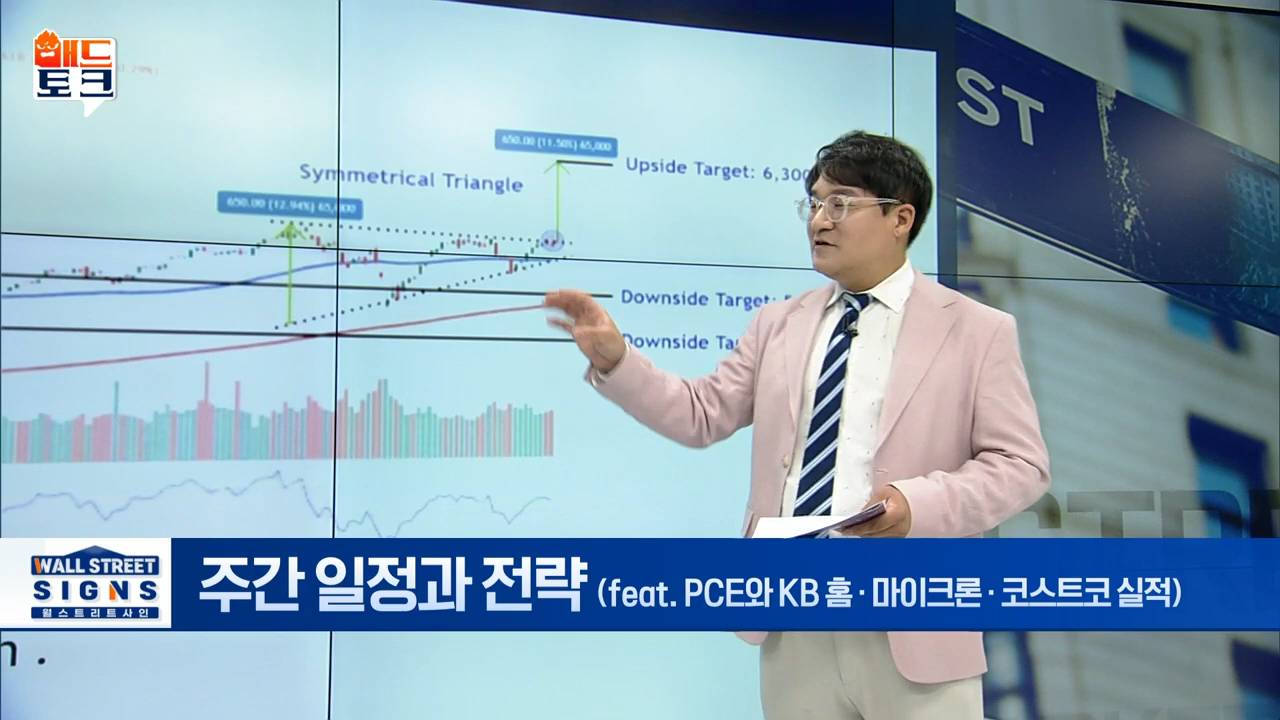 매드
토크
ST
650.00 (11.50%) 65,000
Symmetrical Triangle
Upside Target: 6,300
650.00 (12.94%) 65,000
Downside Target:
Downside Ta
WALL STREET
SIGNS
월스트리트사인
주간 일정과 전략 (feat. PCE와 KB 홈·마이크론·코스트코 실적)
n.